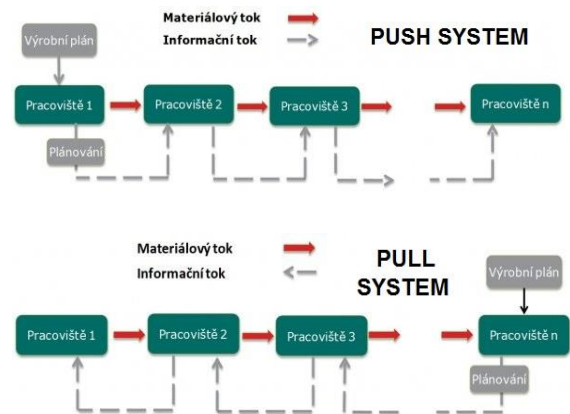 Materiálový tok
Informační tok
PUSH SYSTEM
Výrobní plán
Pracoviště 1
Pracoviště 2
Pracoviště 3
Pracoviště n
Plánování
Materiálový tok
Informační tok
PULL
SYSTEM
Výrobní plán
Pracoviště 1
Pracoviště 2
Pracoviště 3
Pracoviště n
Plánování